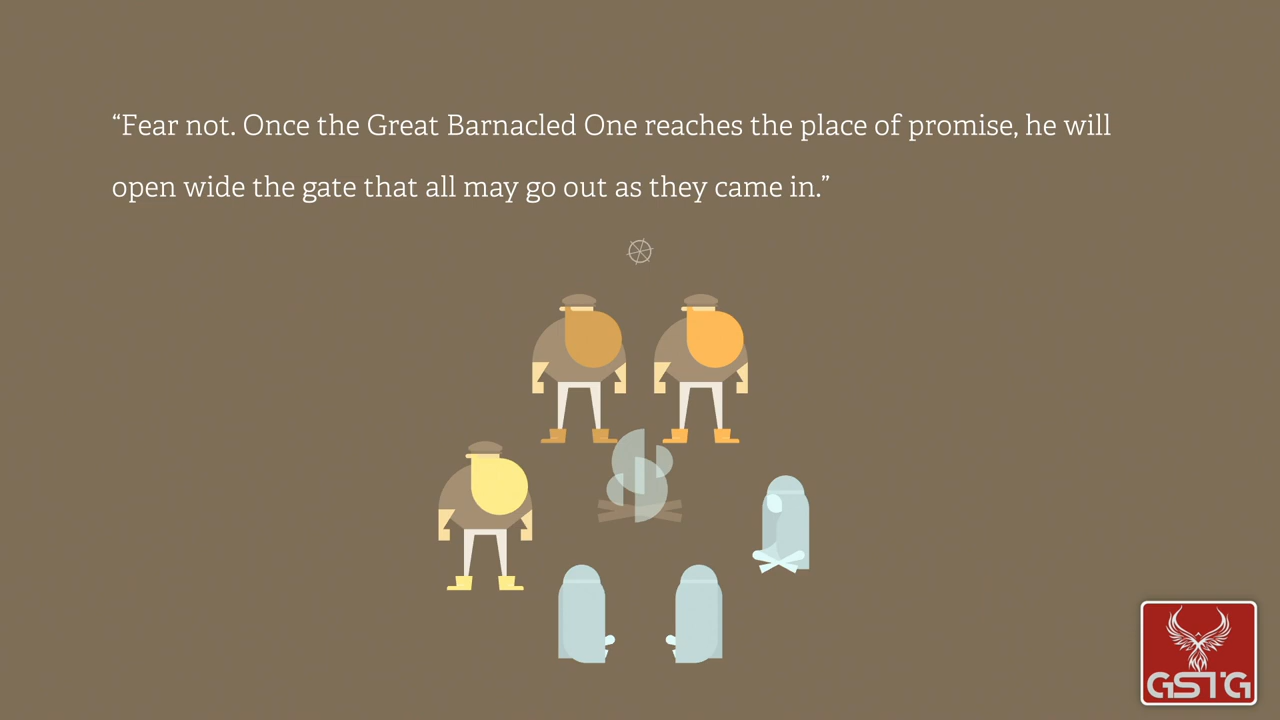 “Fear not. Once the Great Barnacled One reaches the place of promise, he will
open wide the gate that all may go out as they came in.”
GSTG